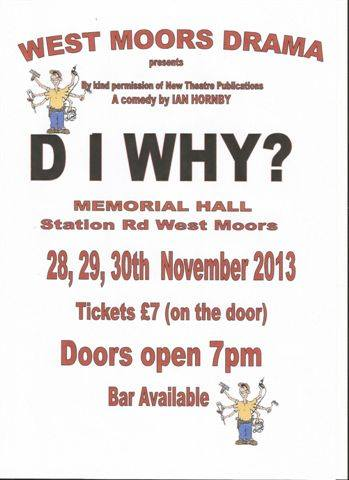 WEST MOORS DRAMA
presents
By kind permission of New Theatre Publications
A comedy by IAN HORNBY
D I WHY?
MEMORIAL HALL
Station Rd West Moors
28, 29, 30th November 2013
Tickets £7 (on the door)
Doors open 7pm
Bar Available